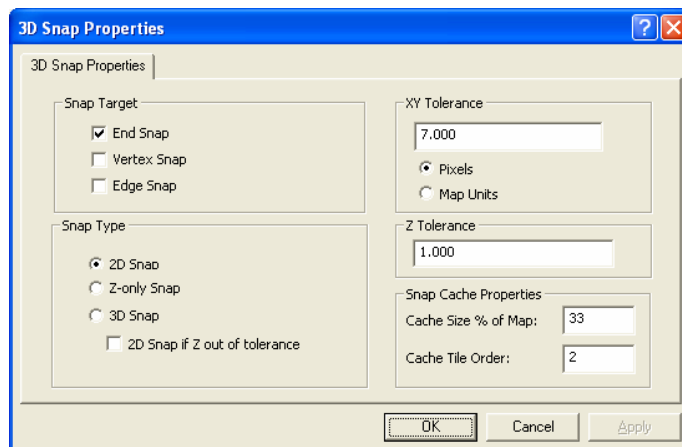 3D Snap Properties
3D Snap Properties
Snap Target
End Snap
Vertex Snap
Edge Snap
Snap Type
2D Snap
Z-only Snap
3D Snap
2D Snap if Z out of tolerance
XY Tolerance
7.000
Pixels
Map Units
Z Tolerance
1.000
Snap Cache Properties
Cache Size % of Map: 33
Cache Tile Order: 2
OK Cancel Apply